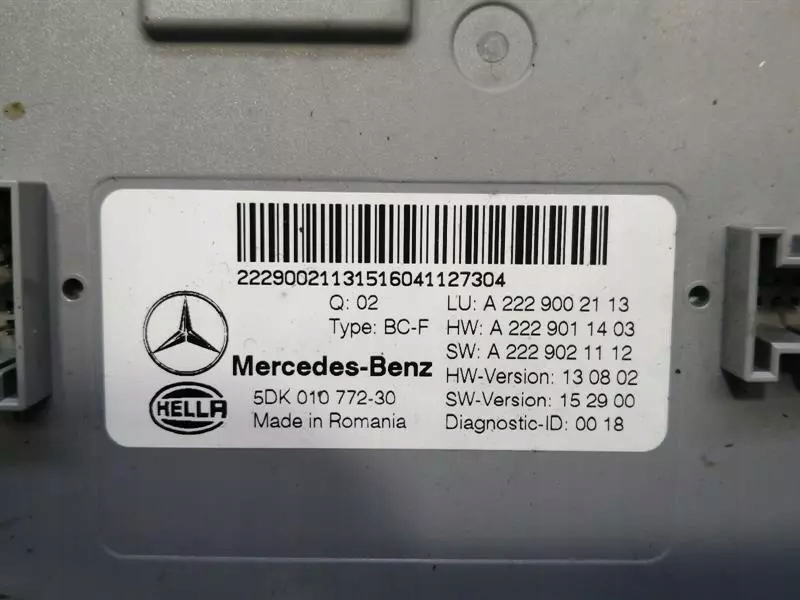 22290021131516041127304
Q: 02 LU: A 222 900 21 13
Type: BC-F HW: A 222 901 14 03
SW: A 222 902 11 12
Mercedes-Benz HW-Version: 13 08 02
HELLA 5DK 010 772-30 SW-Version: 15 29 00
Made in Romania Diagnostic-ID: 00 18